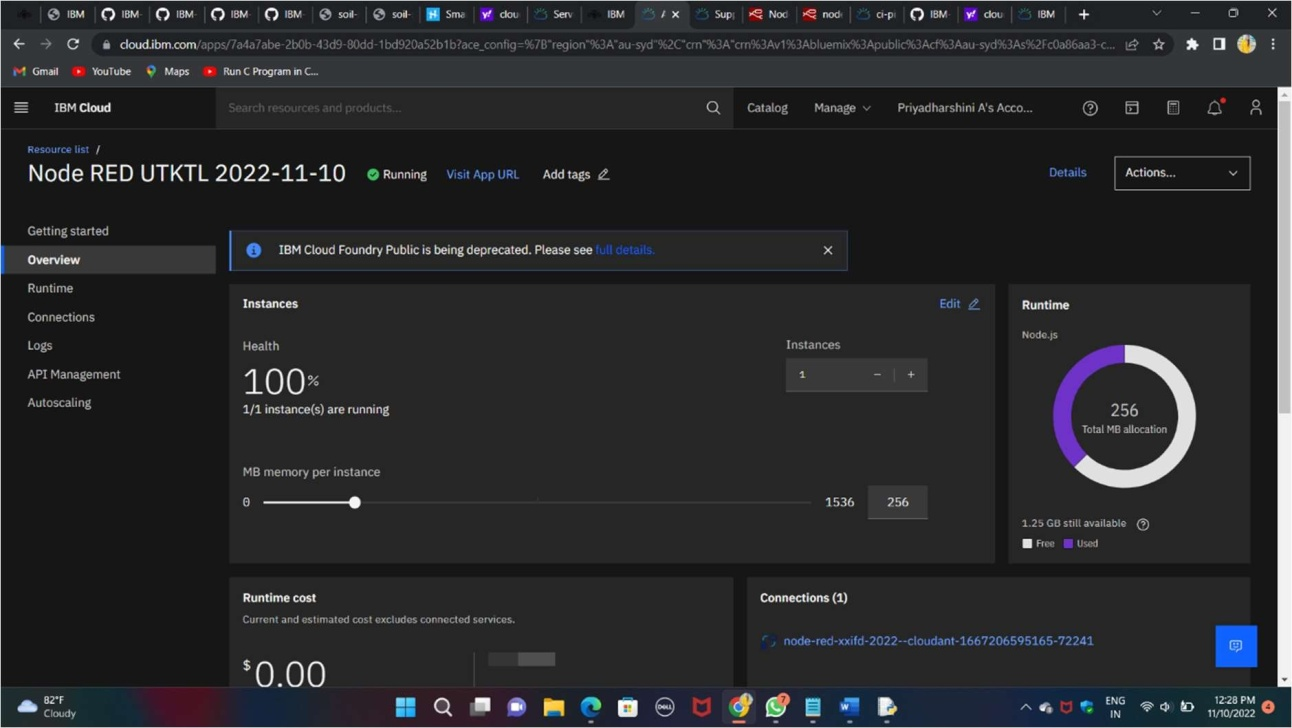 IBM
IBM-
IBM-
IBM-
IBM-
soil-
soil-
Sma
clou
Serv
IBM
Sup
Nod
node
ci-p
IBM-
clou
IBM
cloud.ibm.com/apps/7a4a7abe-2b0b-43d9-80dd-1bd920a52b1b?ace_config=%7B"region"%3A"au-syd"%2C"crn"%3A"crn%3Av1%3Abluemix%3Apublic%3Acf%3Aau-syd%3As%2Fc0a86aa3-c...
Gmail YouTube Maps Run C Program in C...
IBM Cloud Search resources and products... Catalog Manage Priyadharshini A's Acco...
Resource list /
Node RED UTKTL 2022-11-10 Running Visit App URL Add tags Details Actions...
Getting started
Overview
Runtime
Connections
Logs
API Management
Autoscaling
IBM Cloud Foundry Public is being deprecated. Please see full details.
Instances Edit
Health
100%
1/1 instance(s) are running
Instances
1 − +
MB memory per instance
0 1536 256
Runtime
Node.js
256
Total MB allocation
1.25 GB still available
Free Used
Runtime cost
Current and estimated cost excludes connected services.
$0.00
Connections (1)
node-red-xxifd-2022--cloudant-1667206595165-72241
82°F
Cloudy
DELL
7
ENG
IN
12:28 PM
11/10/2022
4